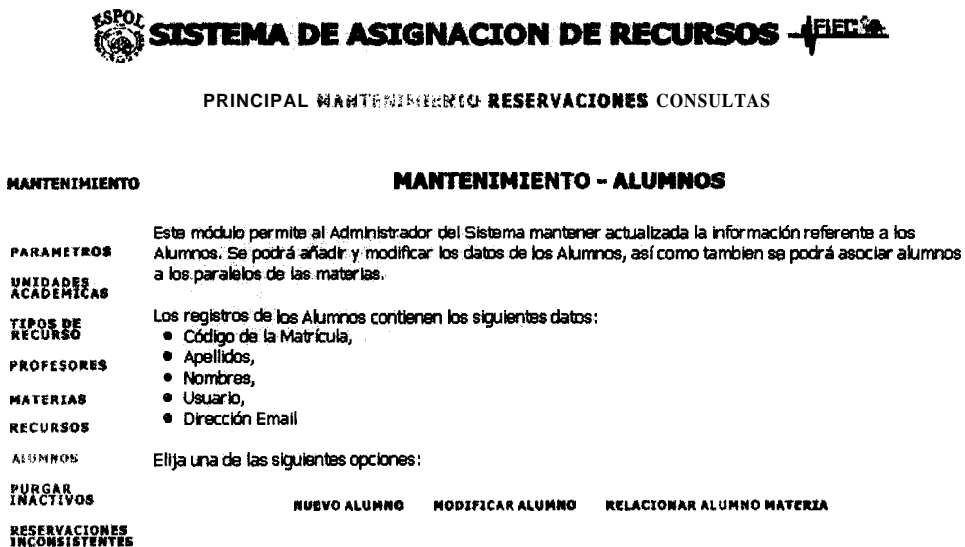 ESPOL
SISTEMA DE ASIGNACION DE RECURSOS
FIEC
PRINCIPAL MANTENIMIENTO RESERVACIONES CONSULTAS
MANTENIMIENTO
MANTENIMIENTO - ALUMNOS
Este módulo permite al Administrador del Sistema mantener actualizada la información referente a los
Alumnos. Se podrá añadir y modificar los datos de los Alumnos, así como tambien se podrá asociar alumnos
a los paralelos de las materias.
PARAMETROS
UNIDADES
ACADEMICAS
TIPOS DE
RECURSO
PROFESORES
MATERIAS
RECURSOS
ALUMNOS
PURGAR
INACTIVOS
RESERVACIONES
INCONSISTENTES
Los registros de los Alumnos contienen los siguientes datos:
• Código de la Matrícula,
• Apellidos,
• Nombres,
• Usuario,
• Dirección Email
Elija una de las siguientes opciones:
NUEVO ALUMNO MODIFICAR ALUMNO RELACIONAR ALUMNO MATERIA